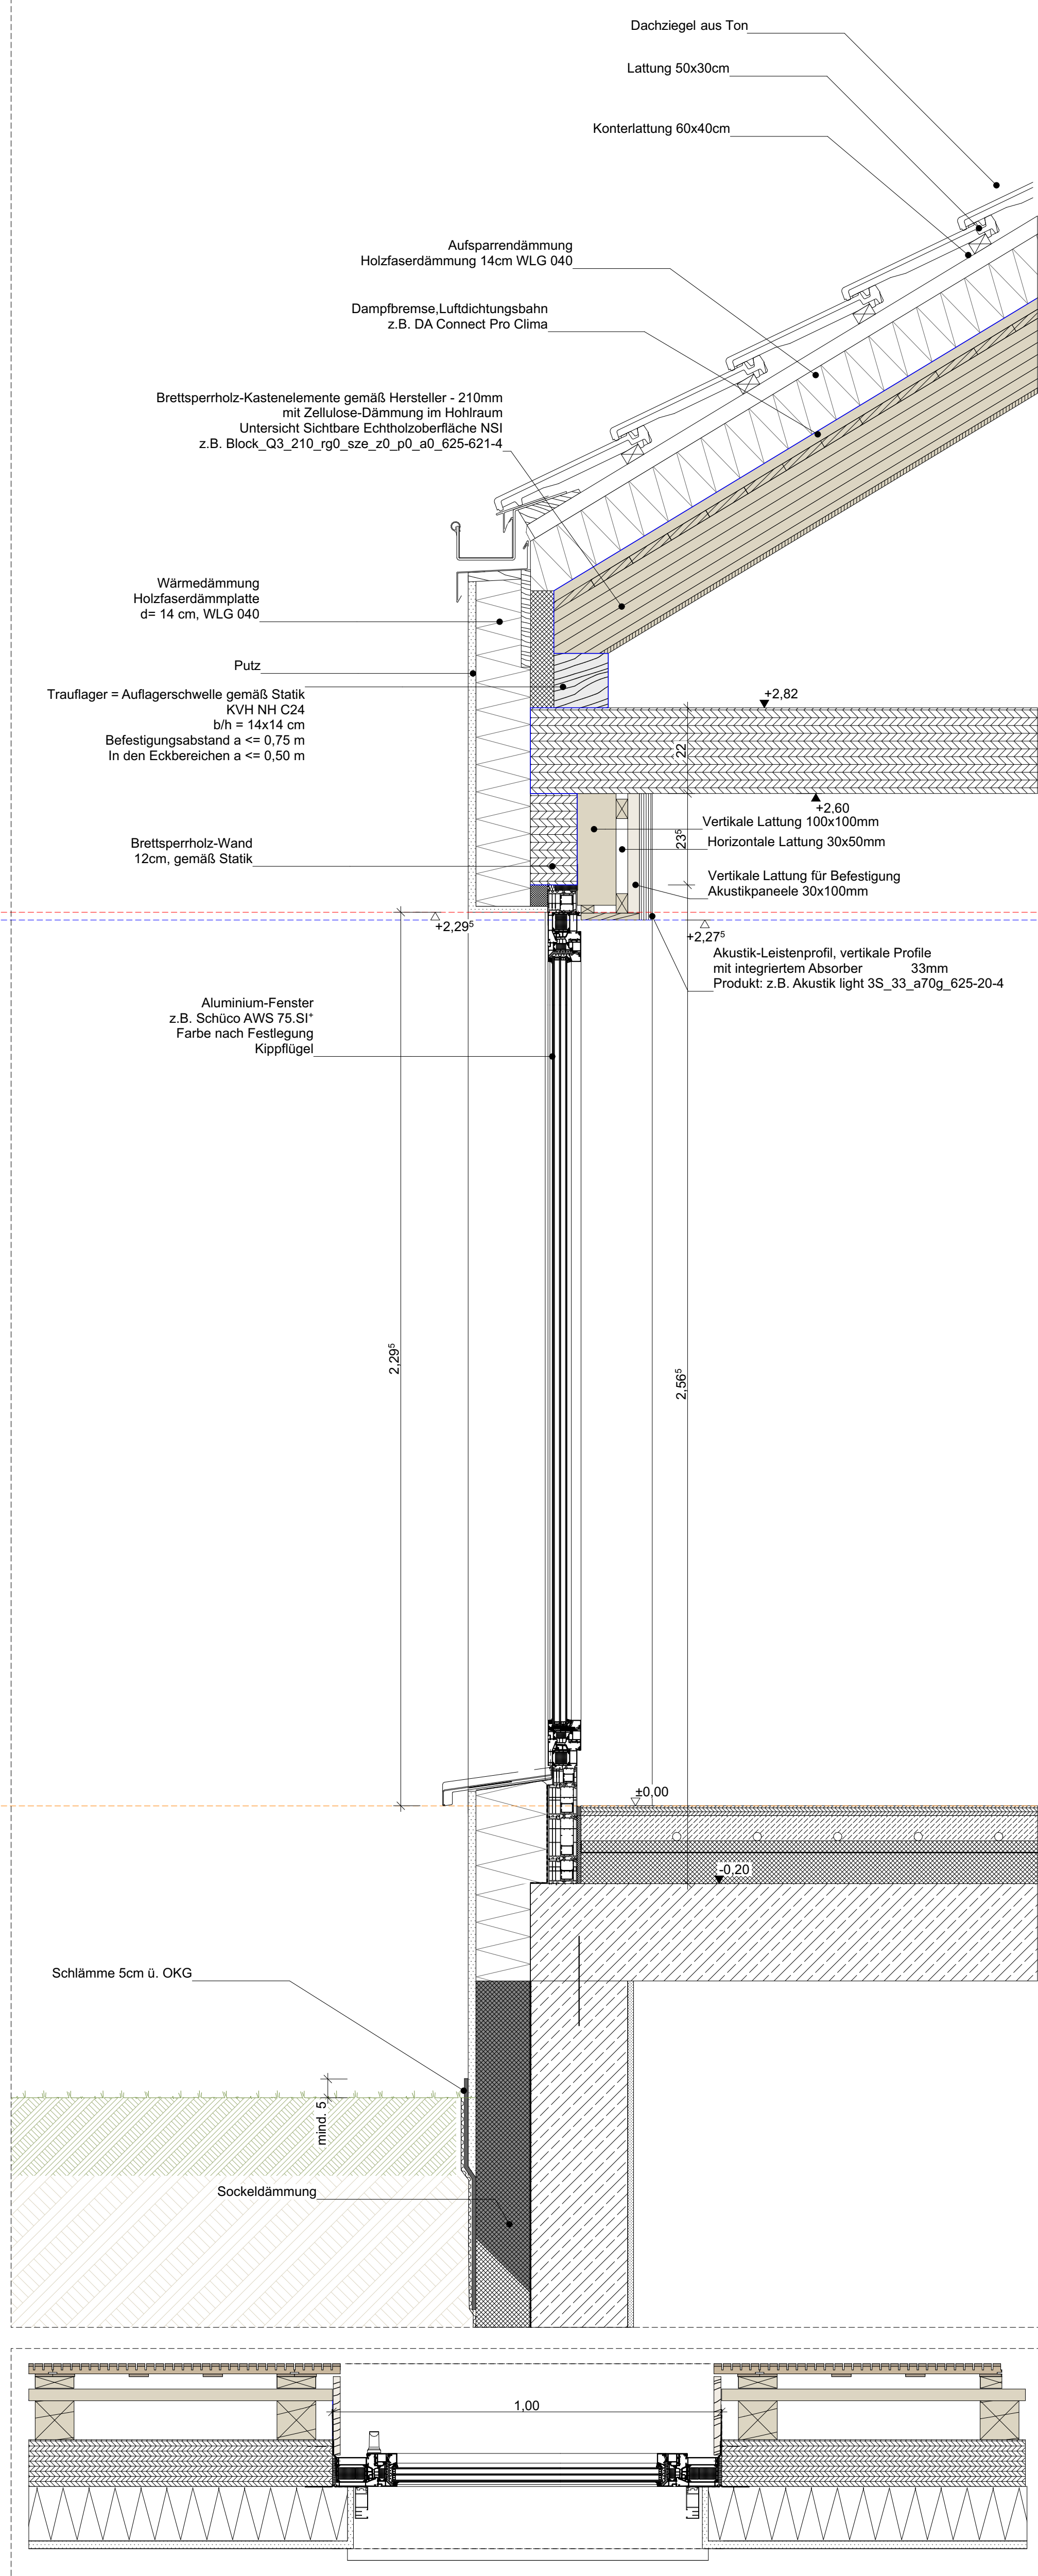 Dachziegel aus Ton
Lattung 50x30cm
Konterlattung 60x40cm
Aufsparrendämmung
Holzfaserdämmung 14cm WLG 040
Dampfbremse,Luftdichtungsbahn
z.B. DA Connect Pro Clima
Brettsperrholz-Kastenelemente gemäß Hersteller - 210mm
mit Zellulose-Dämmung im Hohlraum
Untersicht Sichtbare Echtholzoberfläche NSI
z.B. Block_Q3_210_rg0_sze_z0_p0_a0_625-621-4
Wärmedämmung
Holzfaserdämmplatte
d= 14 cm, WLG 040
Putz
Trauflager = Auflagerschwelle gemäß Statik
KVH NH C24
b/h = 14x14 cm
Befestigungsabstand a <= 0,75 m
In den Eckbereichen a <= 0,50 m
+2,82
22
+2,60
23⁵
Vertikale Lattung 100x100mm
Horizontale Lattung 30x50mm
Brettsperrholz-Wand
12cm, gemäß Statik
Vertikale Lattung für Befestigung
Akustikpaneele 30x100mm
+2,29⁵
+2,27⁵
Akustik-Leistenprofil, vertikale Profile
mit integriertem Absorber 33mm
Produkt: z.B. Akustik light 3S_33_a70g_625-20-4
Aluminium-Fenster
z.B. Schüco AWS 75.SI⁺
Farbe nach Festlegung
Kippflügel
2,29⁵
2,56⁵
±0,00
-0,20
Schlämme 5cm ü. OKG
mind. 5
Sockeldämmung
1,00